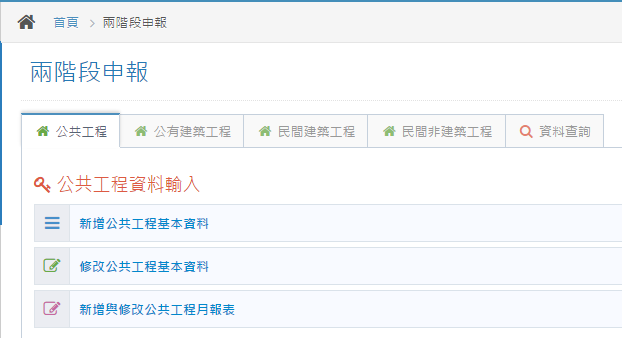 首頁 > 兩階段申報
兩階段申報
公共工程 公有建築工程 民間建築工程 民間非建築工程 資料查詢
公共工程資料輸入
新增公共工程基本資料
修改公共工程基本資料
新增與修改公共工程月報表